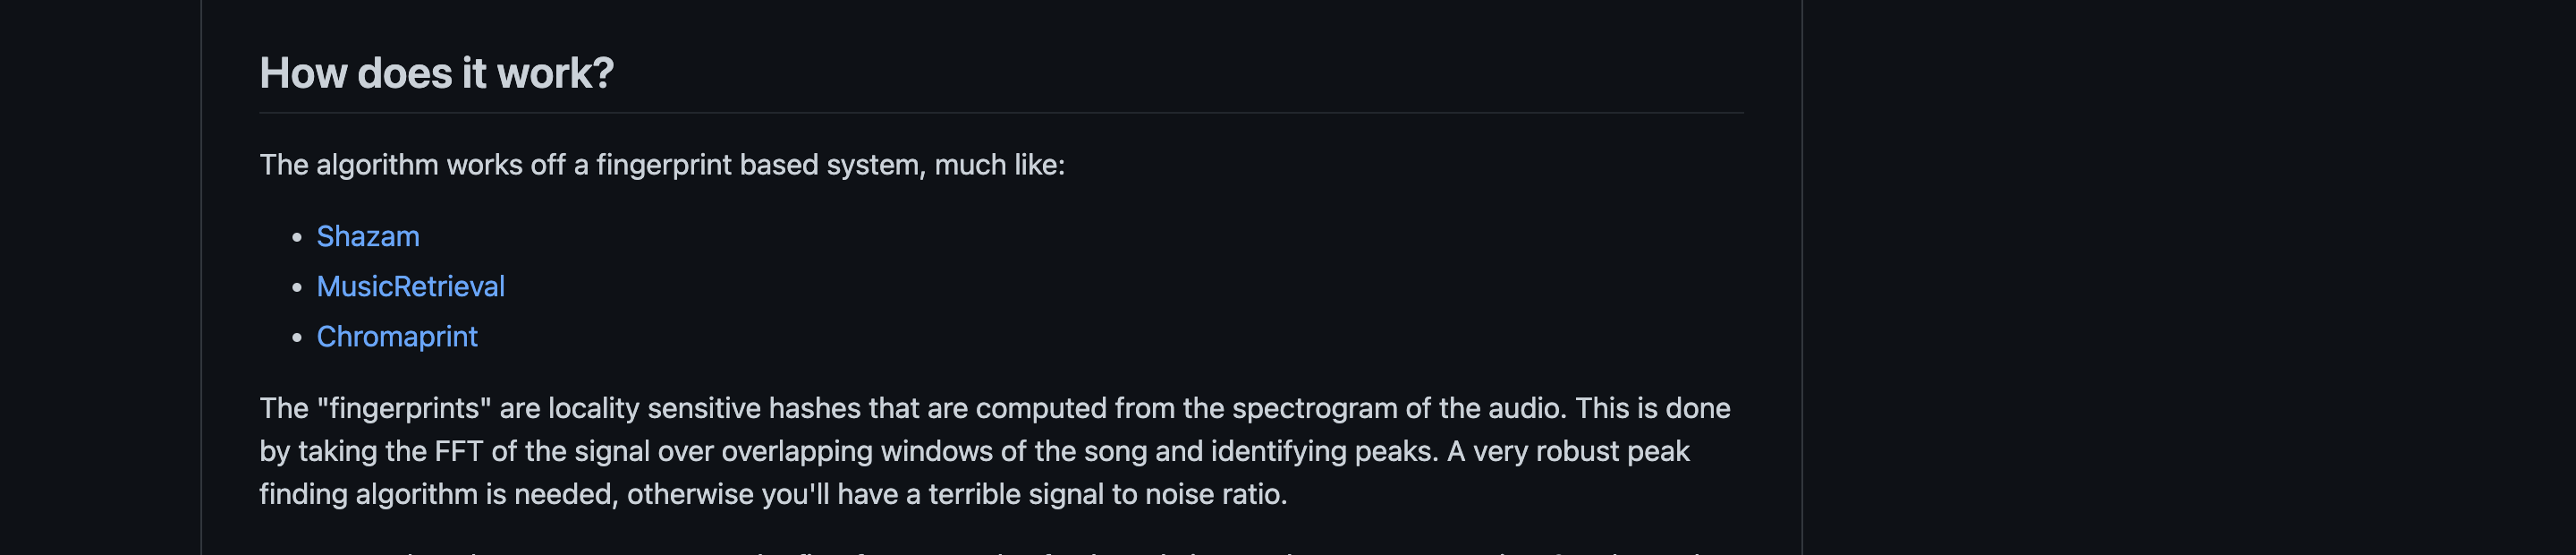 How does it work?
The algorithm works off a fingerprint based system, much like:
Shazam
MusicRetrieval
Chromaprint
The "fingerprints" are locality sensitive hashes that are computed from the spectrogram of the audio. This is done
by taking the FFT of the signal over overlapping windows of the song and identifying peaks. A very robust peak
finding algorithm is needed, otherwise you'll have a terrible signal to noise ratio.